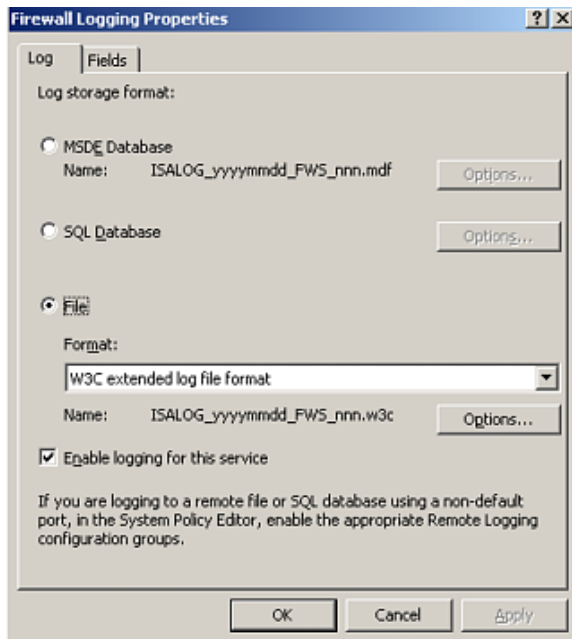 Firewall Logging Properties
Log
Fields
Log storage format:
MSDE Database
Name: ISALOG_yyyymmdd_FWS_nnn.mdf
Options...
SQL Database
Options...
File
Format:
W3C extended log file format
Name: ISALOG_yyyymmdd_FWS_nnn.w3c
Options...
Enable logging for this service
If you are logging to a remote file or SQL database using a non-default
port, in the System Policy Editor, enable the appropriate Remote Logging
configuration groups.
OK
Cancel
Apply